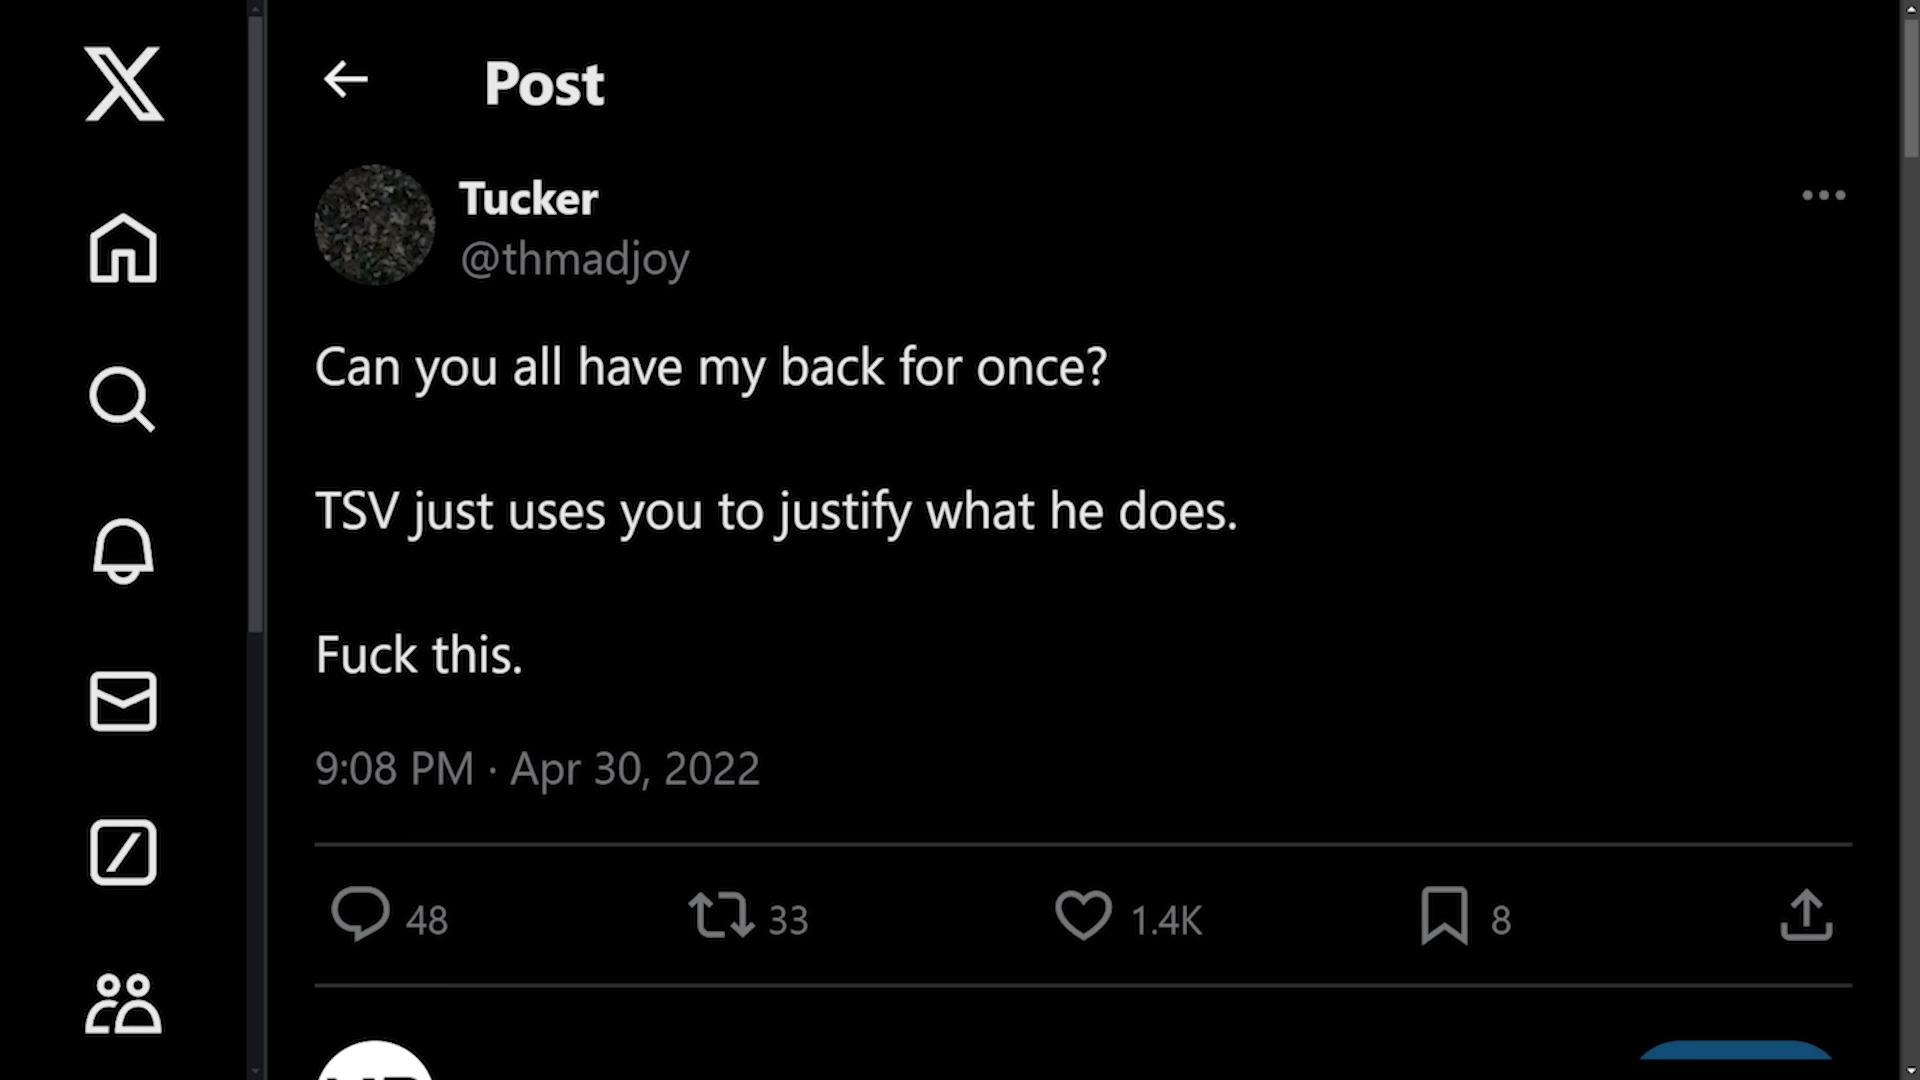 Post
Tucker
@thmadjoy
Can you all have my back for once?
TSV just uses you to justify what he does.
Fuck this.
9:08 PM · Apr 30, 2022
48 33 1.4K 8